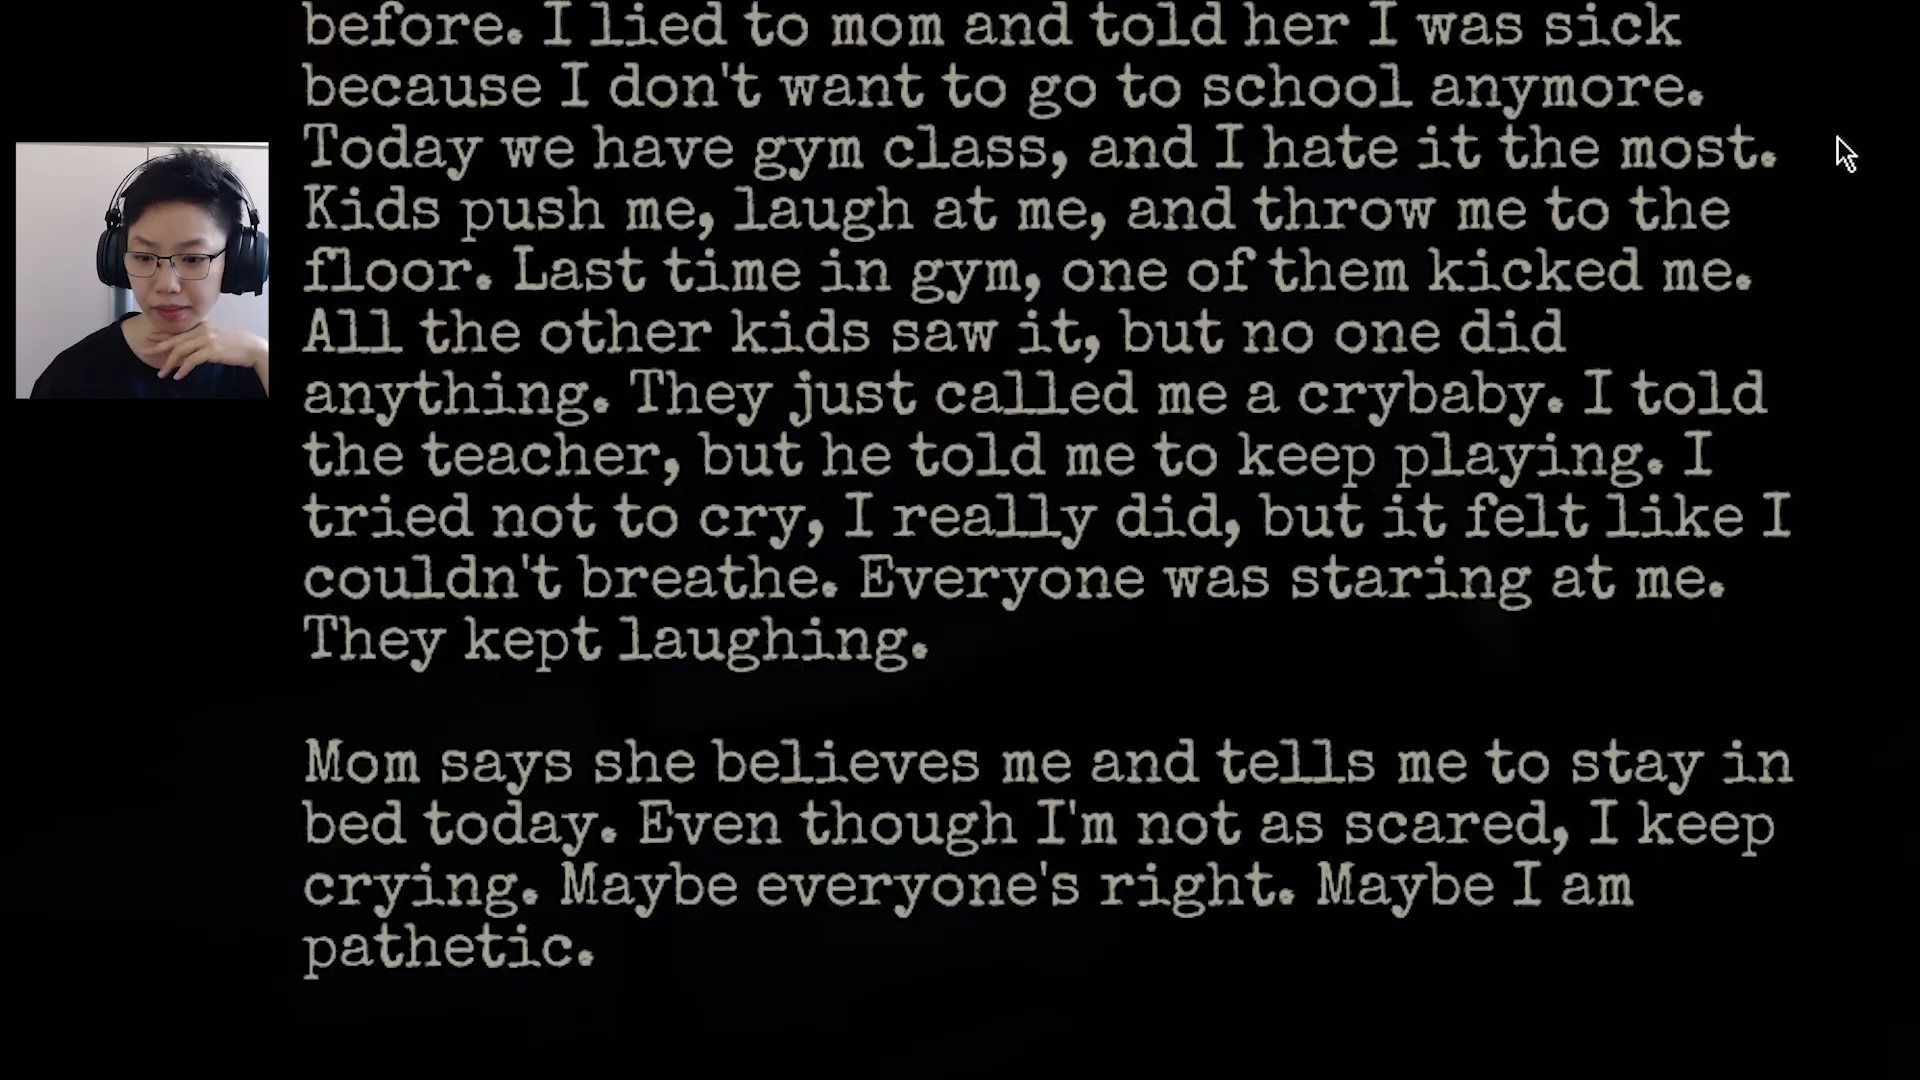 before. I lied to mom and told her I was sick
because I don't want to go to school anymore.
Today we have gym class, and I hate it the most.
Kids push me, laugh at me, and throw me to the
floor. Last time in gym, one of them kicked me.
All the other kids saw it, but no one did
anything. They just called me a crybaby. I told
the teacher, but he told me to keep playing. I
tried not to cry, I really did, but it felt like I
couldn't breathe. Everyone was staring at me.
They kept laughing.
Mom says she believes me and tells me to stay in
bed today. Even though I'm not as scared, I keep
crying. Maybe everyone's right. Maybe I am
pathetic.